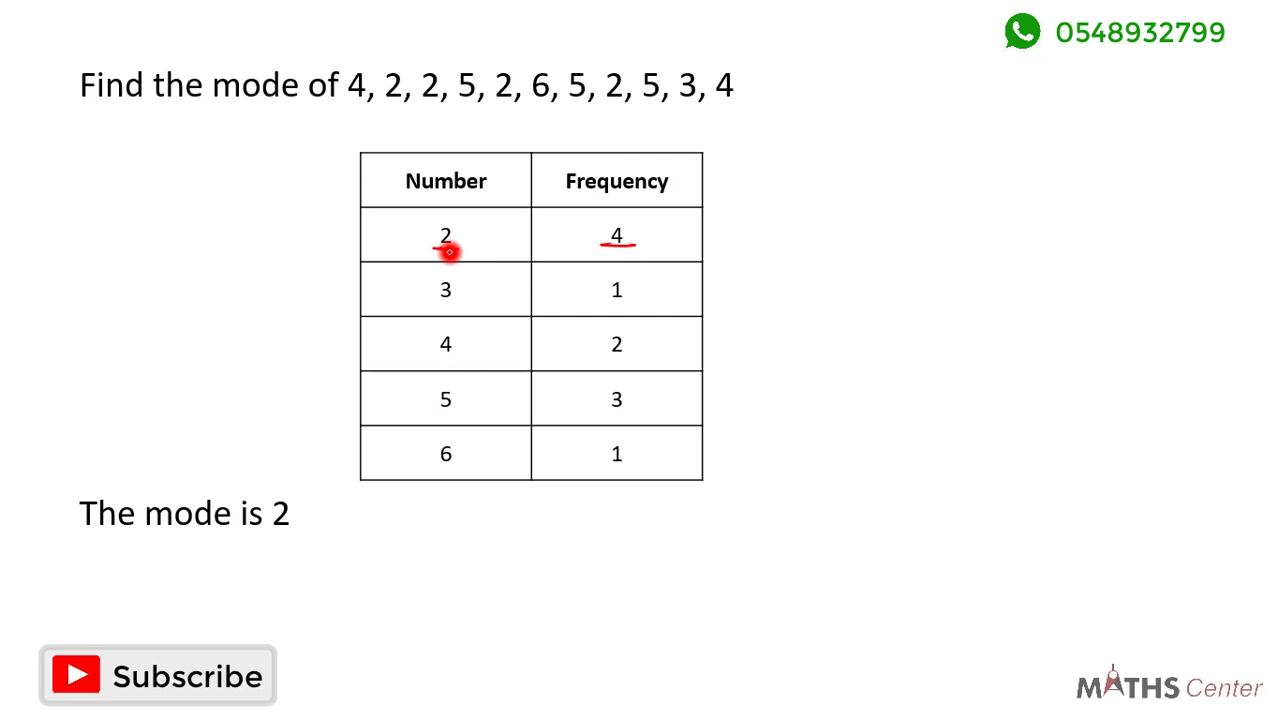 0548932799
Find the mode of 4, 2, 2, 5, 2, 6, 5, 2, 5, 3, 4
Number Frequency
2 4
3 1
4 2
5 3
6 1
The mode is 2
Subscribe
MATHS Center